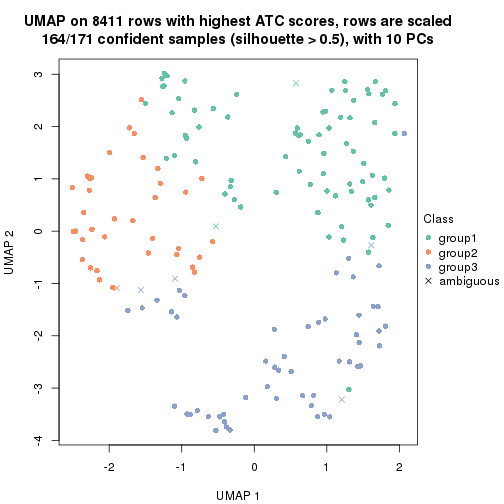 UMAP on 8411 rows with highest ATC scores, rows are scaled
164/171 confident samples (silhouette > 0.5), with 10 PCs
3
2
1
0
-1
-2
-3
-4
UMAP 2
-2
-1
0
1
2
UMAP 1
Class
group1
group2
group3
ambiguous